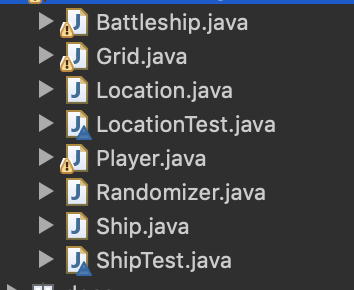 Battleship.java
Grid.java
Location.java
LocationTest.java
Player.java
Randomizer.java
Ship.java
ShipTest.java